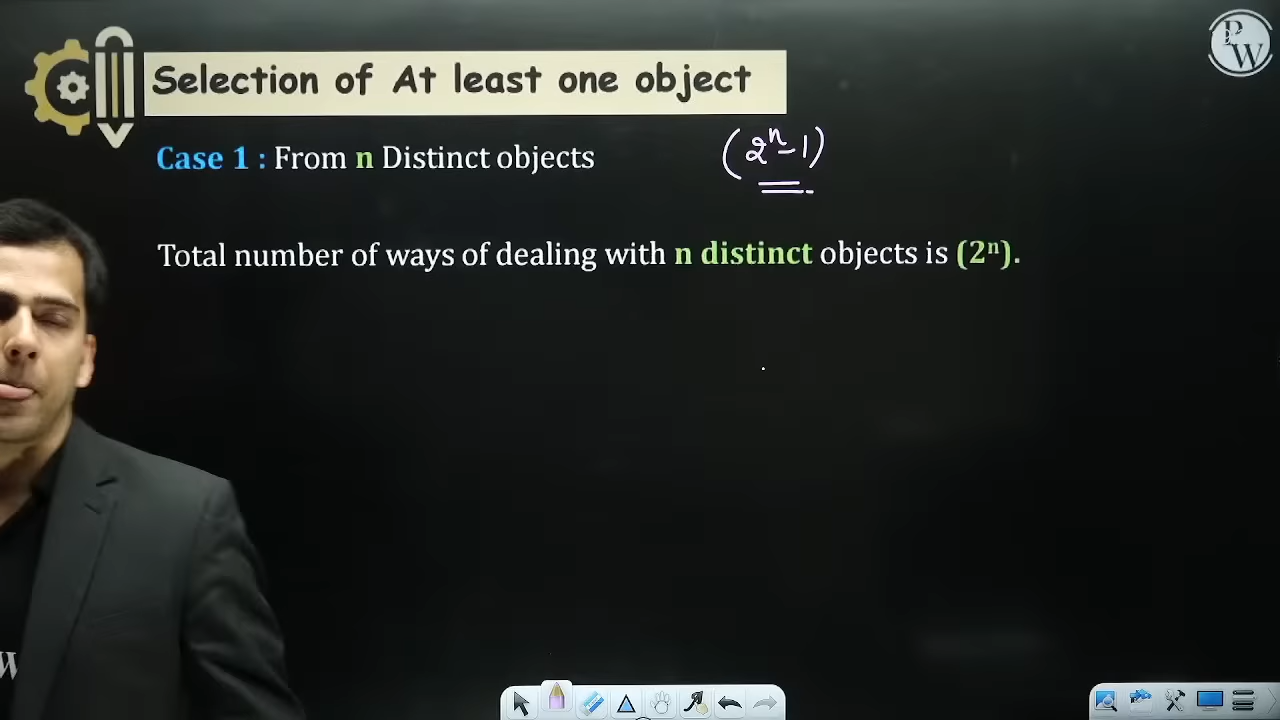 PW
Selection of At least one object
Case 1 : From n Distinct objects (2ⁿ-1)
Total number of ways of dealing with n distinct objects is (2ⁿ).
W